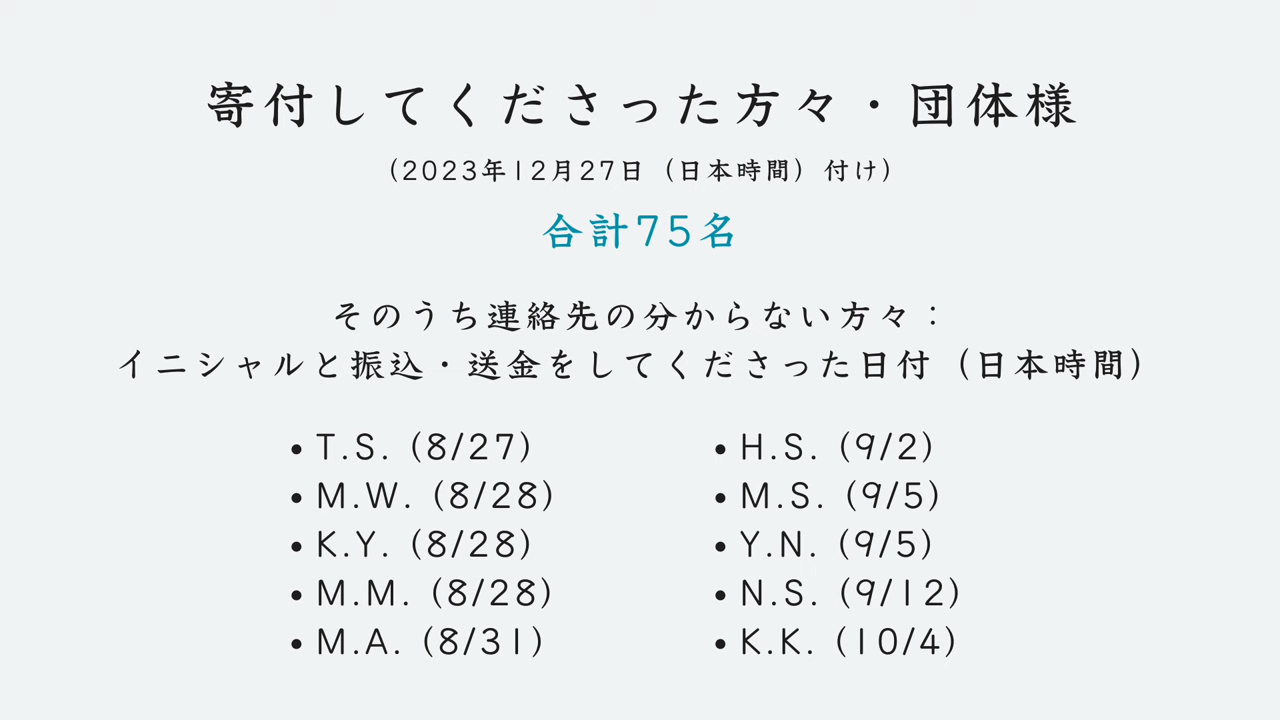 寄付してくださった方々・団体様
（2023年12月27日（日本時間）付け）
合計75名
そのうち連絡先の分からない方々：
イニシャルと振込・送金をしてくださった日付（日本時間）
• T.S.（8/27）
• M.W.（8/28）
• K.Y.（8/28）
• M.M.（8/28）
• M.A.（8/31）
• H.S.（9/2）
• M.S.（9/5）
• Y.N.（9/5）
• N.S.（9/12）
• K.K.（10/4）